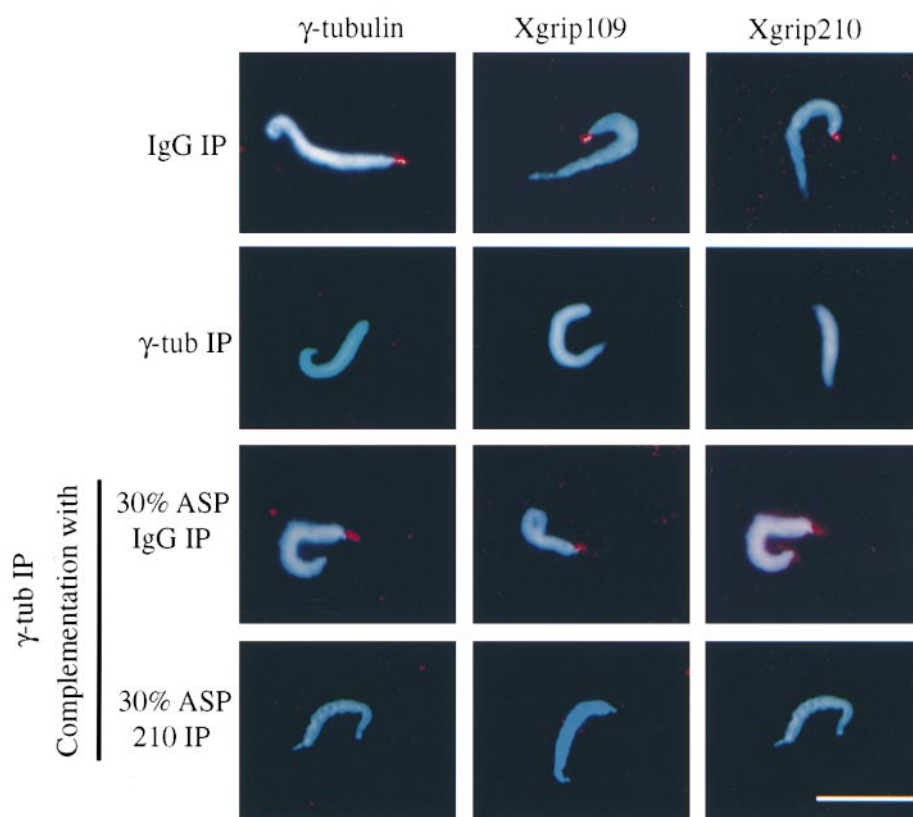 γ-tubulin Xgrip109 Xgrip210
IgG IP
γ-tub IP
γ-tub IP
Complementation with
30% ASP
IgG IP
30% ASP
210 IP